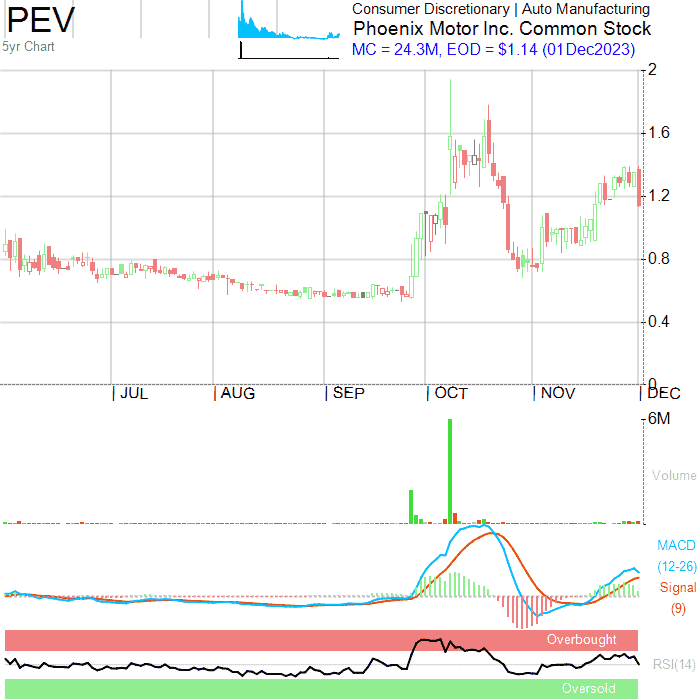 PEV
5yr Chart
Consumer Discretionary | Auto Manufacturing
Phoenix Motor Inc. Common Stock
MC = 24.3M, EOD = $1.14 (01Dec2023)
2
1.6
1.2
0.8
0.4
0
JUL AUG SEP OCT NOV DEC
6M
Volume
MACD
(12-26)
Signal
(9)
Overbought
RSI(14)
Oversold